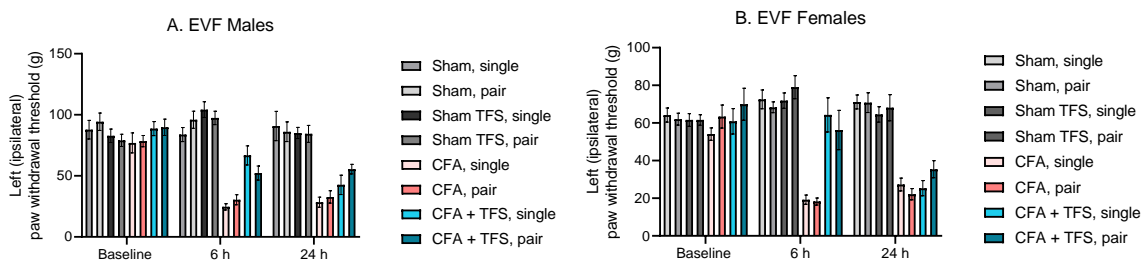 A. EVF Males
Left (ipsilateral)
paw withdrawal threshold (g)
150
100
50
0
Baseline
6 h
24 h
Sham, single
Sham, pair
Sham TFS, single
Sham TFS, pair
CFA, single
CFA, pair
CFA + TFS, single
CFA + TFS, pair
B. EVF Females
Left (ipsilateral)
paw withdrawal threshold (g)
100
80
60
40
20
0
Baseline
6 h
24 h
Sham, single
Sham, pair
Sham TFS, single
Sham TFS, pair
CFA, single
CFA, pair
CFA + TFS, single
CFA + TFS, pair